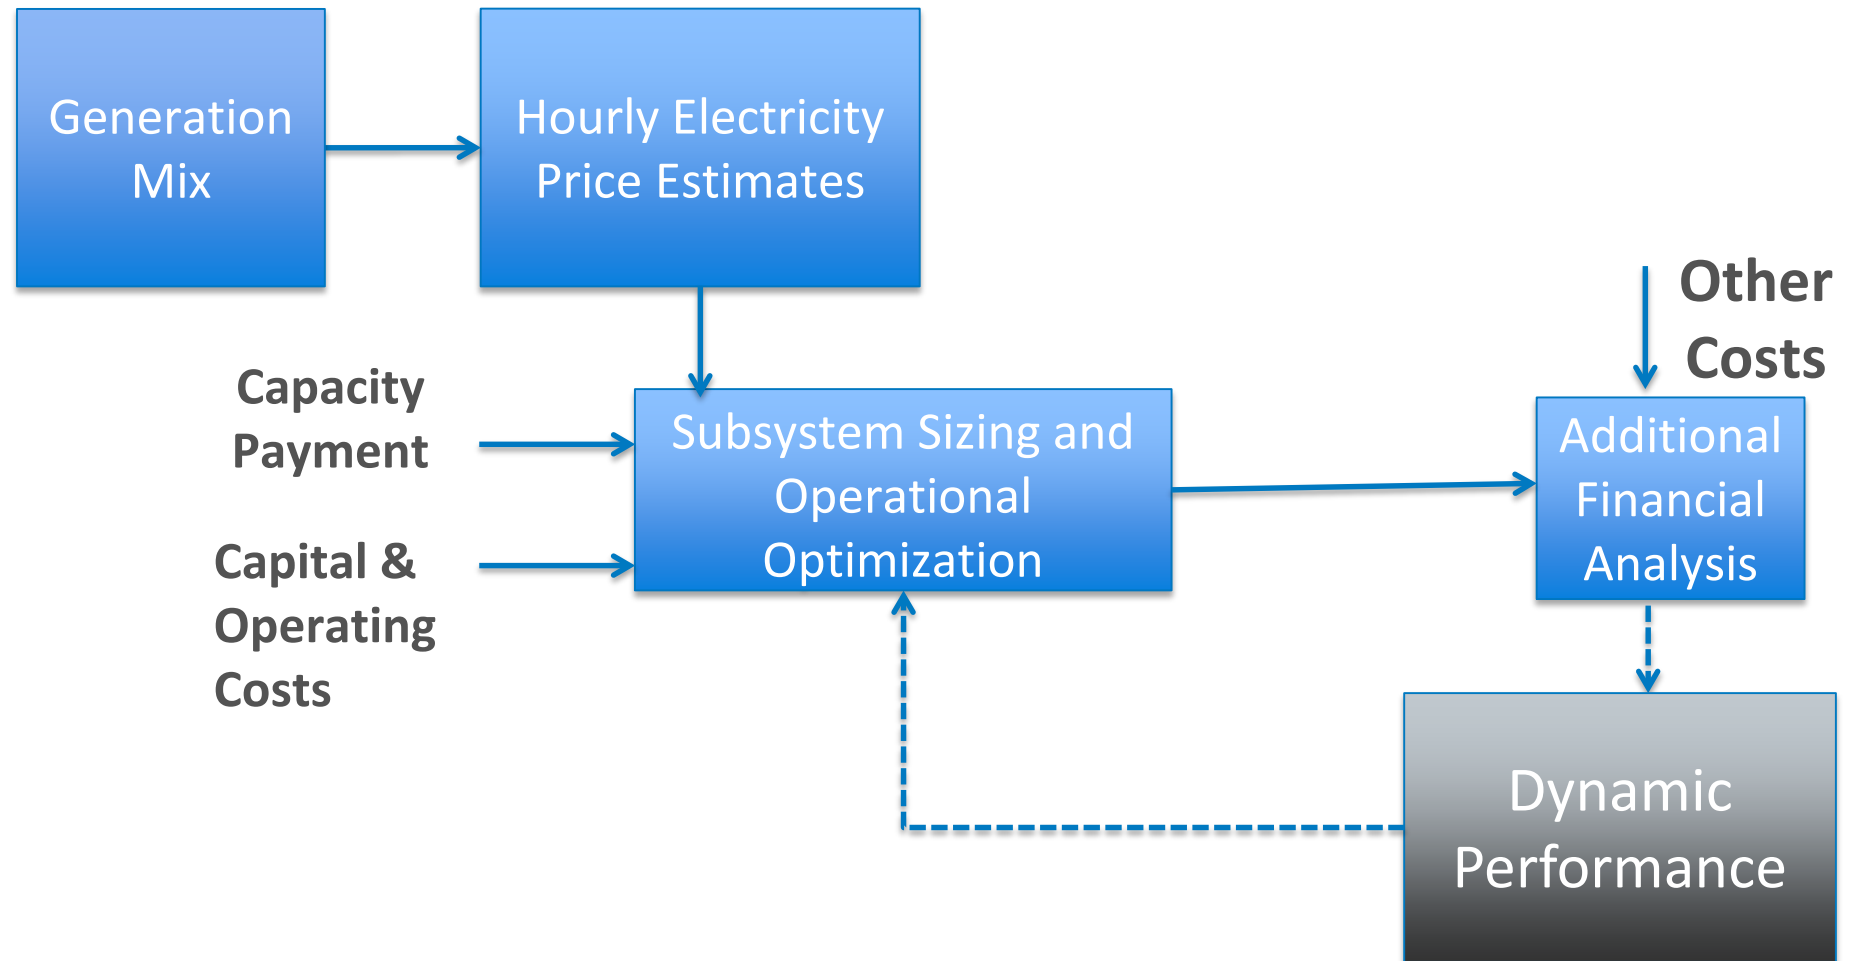 Generation
Mix
Hourly Electricity
Price Estimates
Other
Costs
Capacity
Payment
Subsystem Sizing and
Operational
Optimization
Additional
Financial
Analysis
Capital &
Operating
Costs
Dynamic
Performance